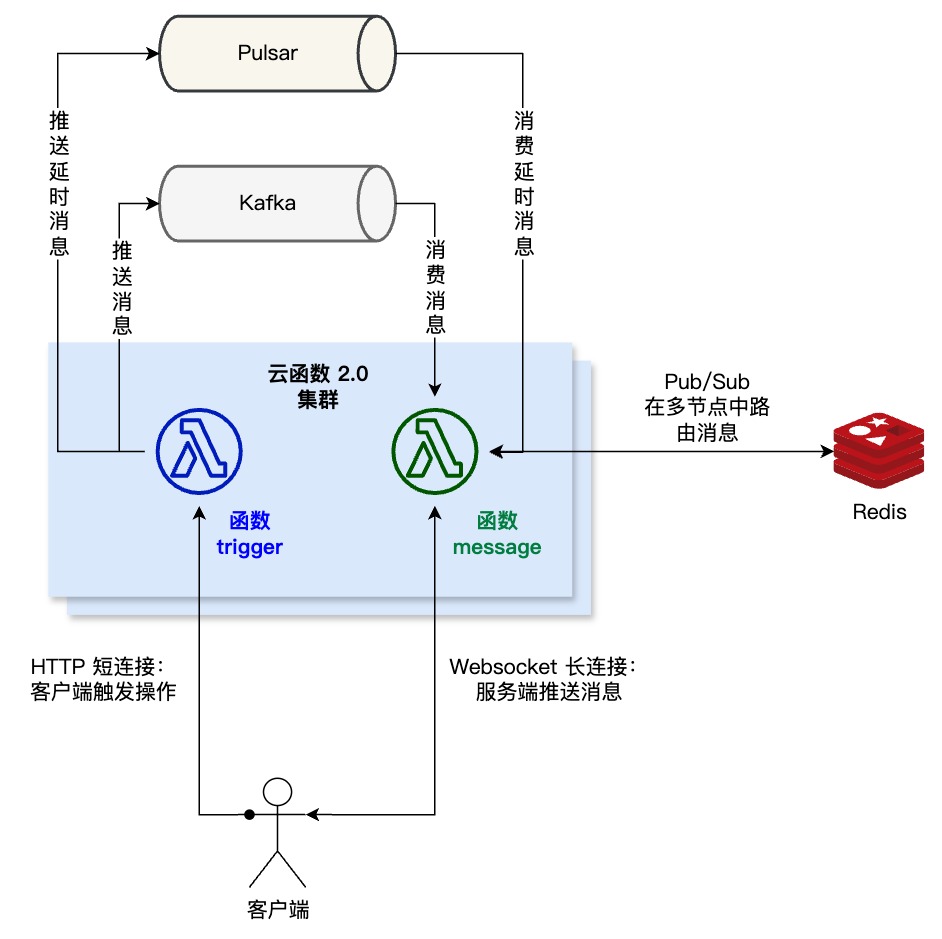 Pulsar
推送延时消息
消费延时消息
Kafka
推送消息
消费消息
云函数 2.0
集群
Pub/Sub
在多节点中路
由消息
Redis
函数
trigger
函数
message
HTTP 短连接：
客户端触发操作
Websocket 长连接：
服务端推送消息
客户端